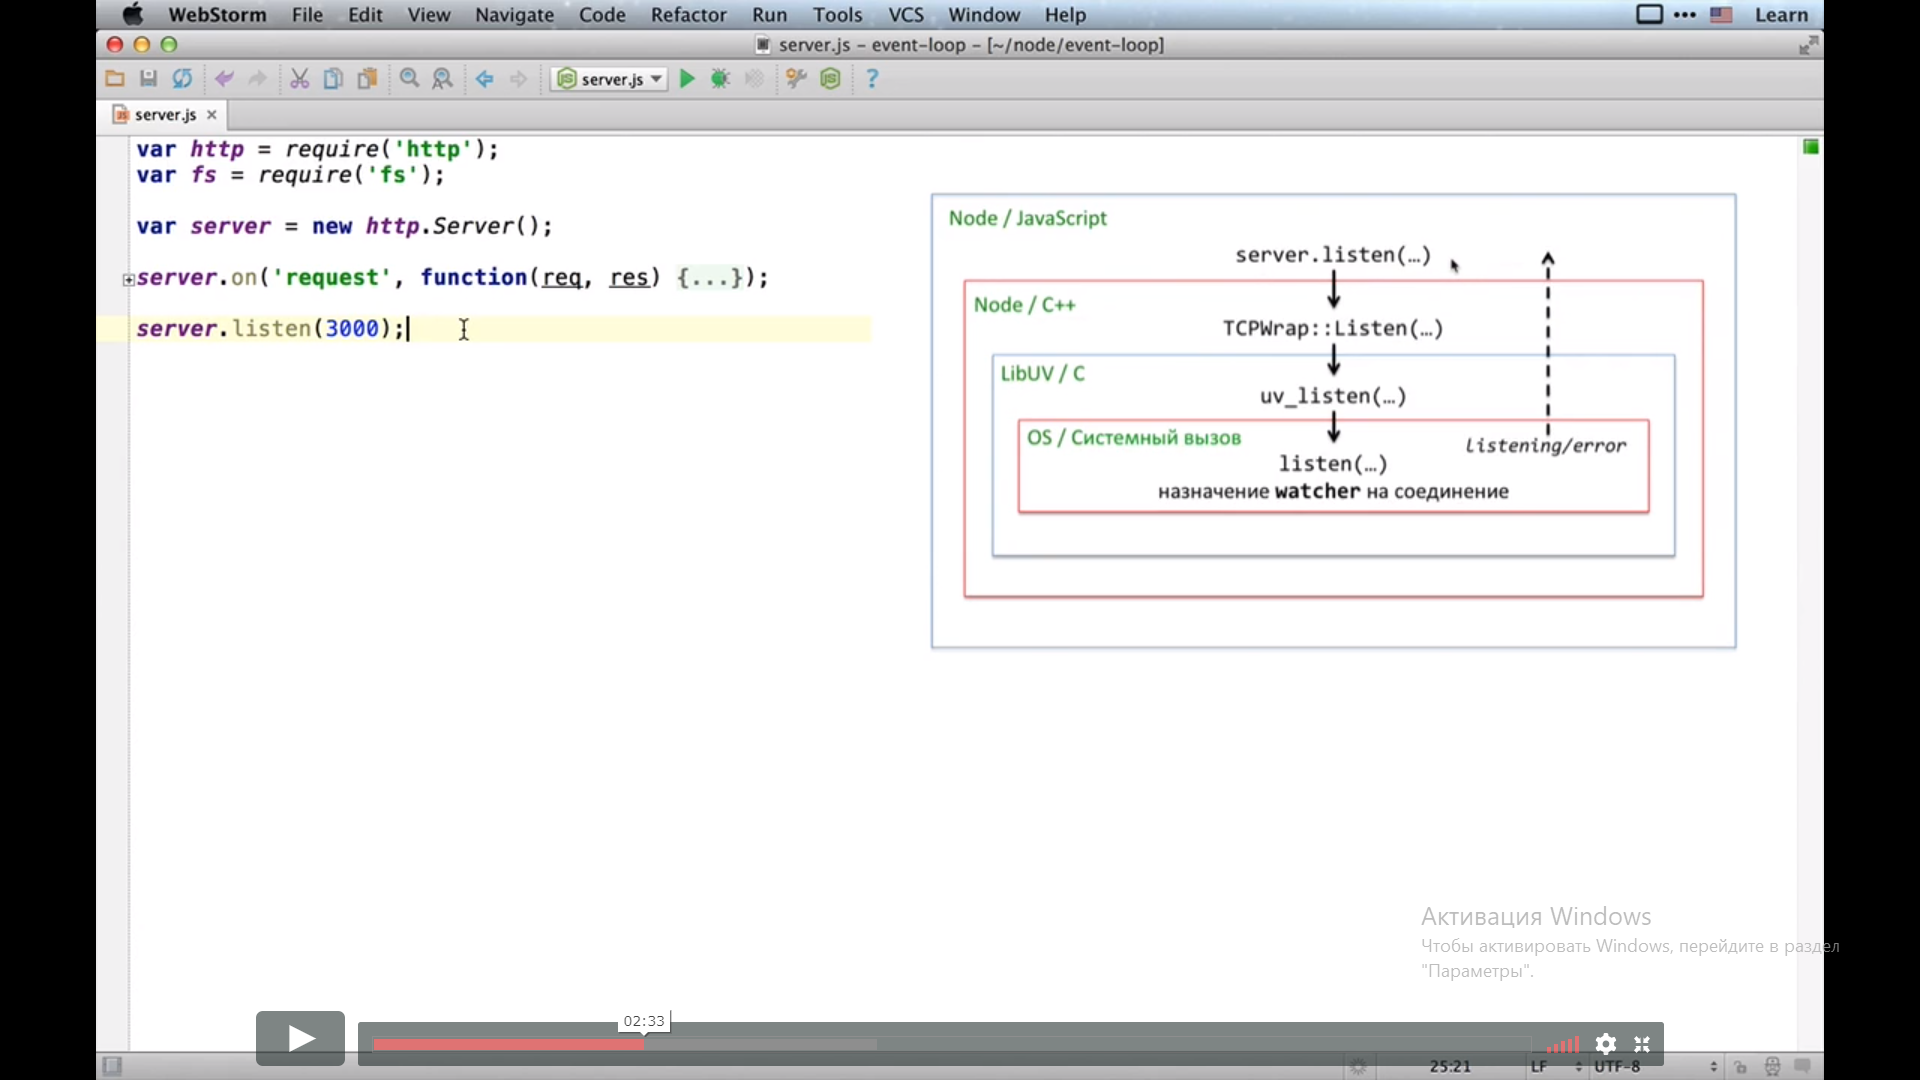 WebStorm File Edit View Navigate Code Refactor Run Tools VCS Window Help Learn
server.js – event-loop – [~/node/event-loop]
server.js
server.js
var http = require('http');
var fs = require('fs');
var server = new http.Server();
server.on('request', function(req, res) {...});
server.listen(3000);
Node / JavaScript
server.listen(…)
Node / C++
TCPWrap::Listen(…)
LibUV / C
uv_listen(…)
OS / Системный вызов
listening/error
listen(…)
назначение watcher на соединение
Активация Windows
Чтобы активировать Windows, перейдите в раздел
"Параметры".
02:33
25:21 LF UTF-8